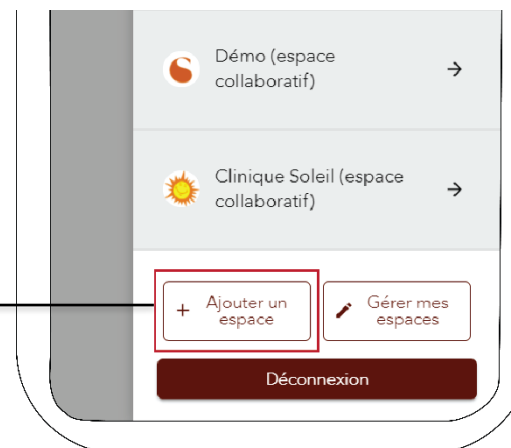 Démo (espace
collaboratif)
Clinique Soleil (espace
collaboratif)
Ajouter un
espace
Gérer mes
espaces
Déconnexion